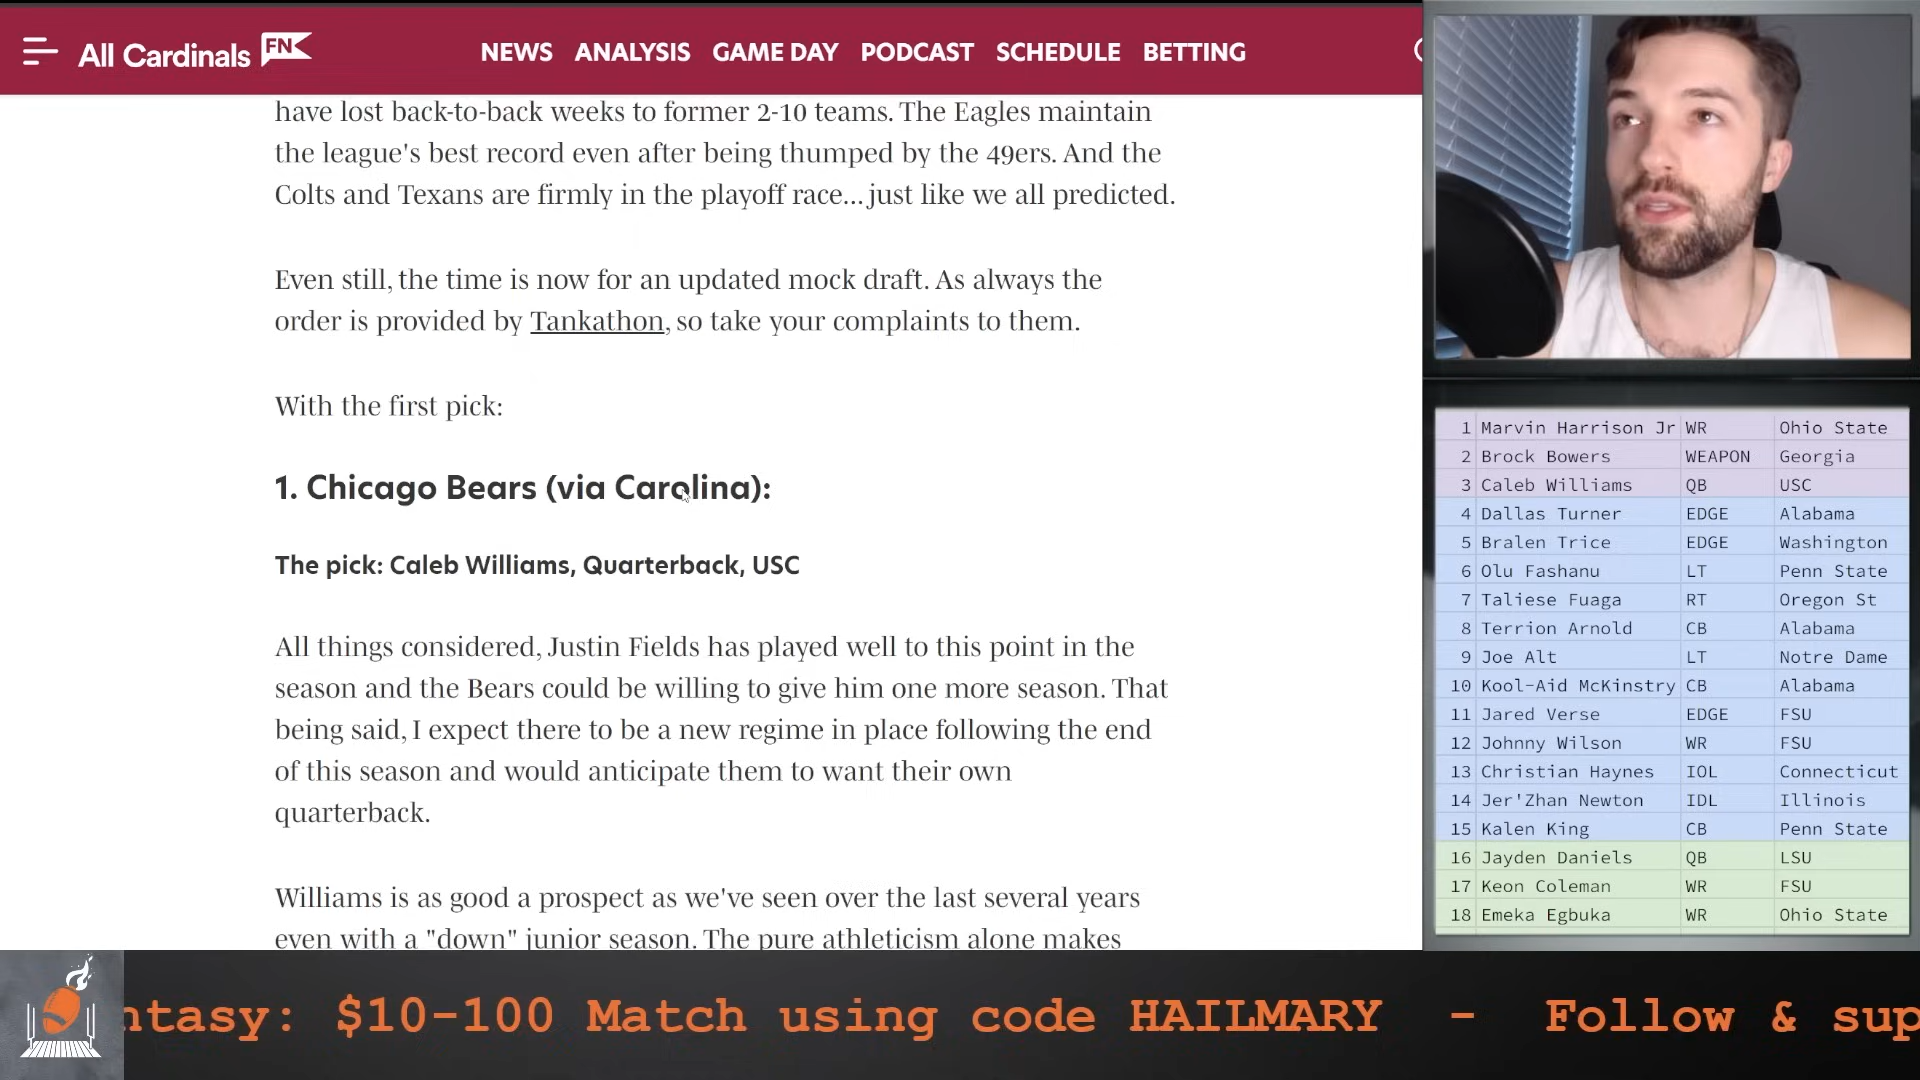 All Cardinals FN
NEWS ANALYSIS GAME DAY PODCAST SCHEDULE BETTING
have lost back-to-back weeks to former 2-10 teams. The Eagles maintain
the league's best record even after being thumped by the 49ers. And the
Colts and Texans are firmly in the playoff race... just like we all predicted.
Even still, the time is now for an updated mock draft. As always the
order is provided by Tankathon, so take your complaints to them.
With the first pick:
1. Chicago Bears (via Carolina):
The pick: Caleb Williams, Quarterback, USC
All things considered, Justin Fields has played well to this point in the
season and the Bears could be willing to give him one more season. That
being said, I expect there to be a new regime in place following the end
of this season and would anticipate them to want their own
quarterback.
Williams is as good a prospect as we've seen over the last several years
even with a "down" junior season. The pure athleticism alone makes
1 Marvin Harrison Jr WR Ohio State
2 Brock Bowers WEAPON Georgia
3 Caleb Williams QB USC
4 Dallas Turner EDGE Alabama
5 Bralen Trice EDGE Washington
6 Olu Fashanu LT Penn State
7 Taliese Fuaga RT Oregon St
8 Terrion Arnold CB Alabama
9 Joe Alt LT Notre Dame
10 Kool-Aid McKinstry CB Alabama
11 Jared Verse EDGE FSU
12 Johnny Wilson WR FSU
13 Christian Haynes IOL Connecticut
14 Jer'Zhan Newton IDL Illinois
15 Kalen King CB Penn State
16 Jayden Daniels QB LSU
17 Keon Coleman WR FSU
18 Emeka Egbuka WR Ohio State
ntasy: $10-100 Match using code HAILMARY - Follow & sup